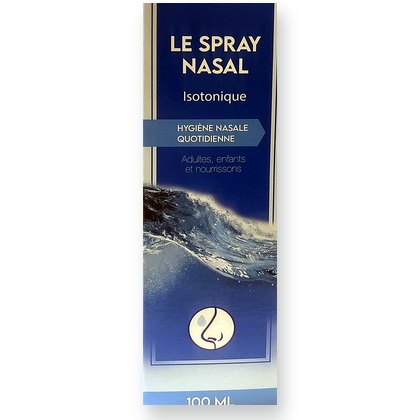 LE SPRAY
NASAL
Isotonique
HYGIÈNE NASALE
QUOTIDIENNE
Adultes, enfants
et nourrissons
100 ML